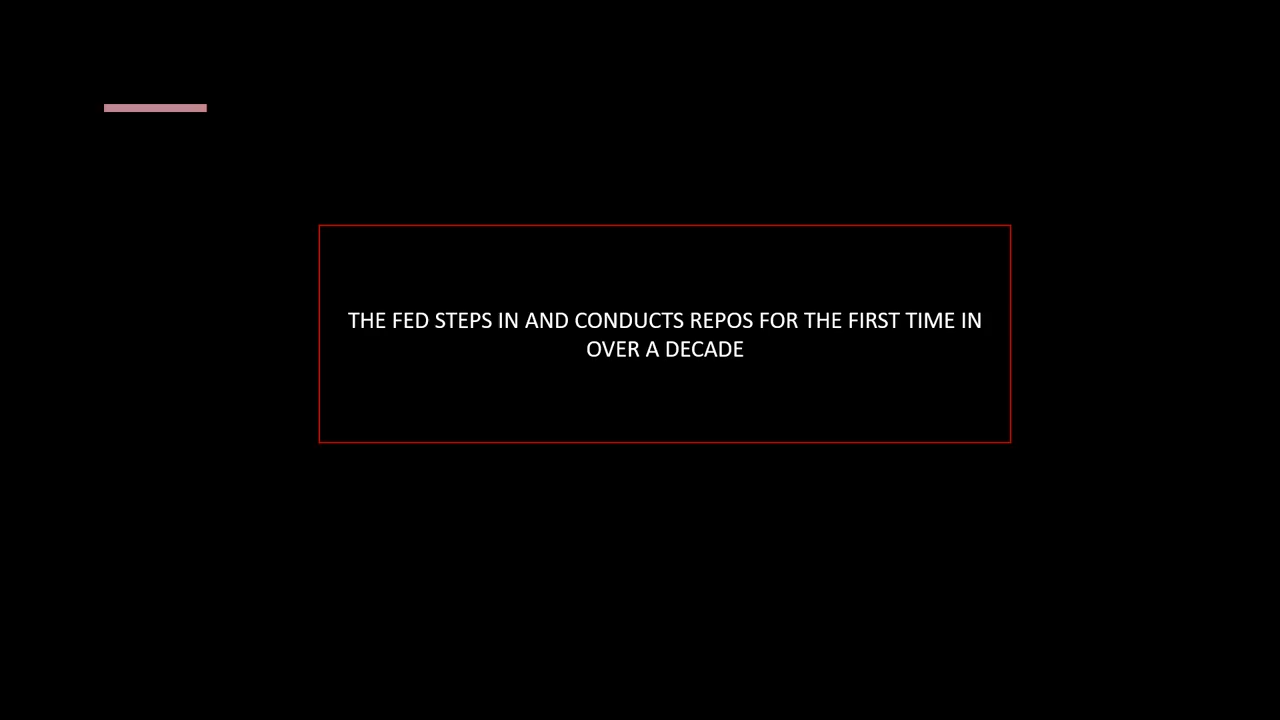 THE FED STEPS IN AND CONDUCTS REPOS FOR THE FIRST TIME IN
OVER A DECADE